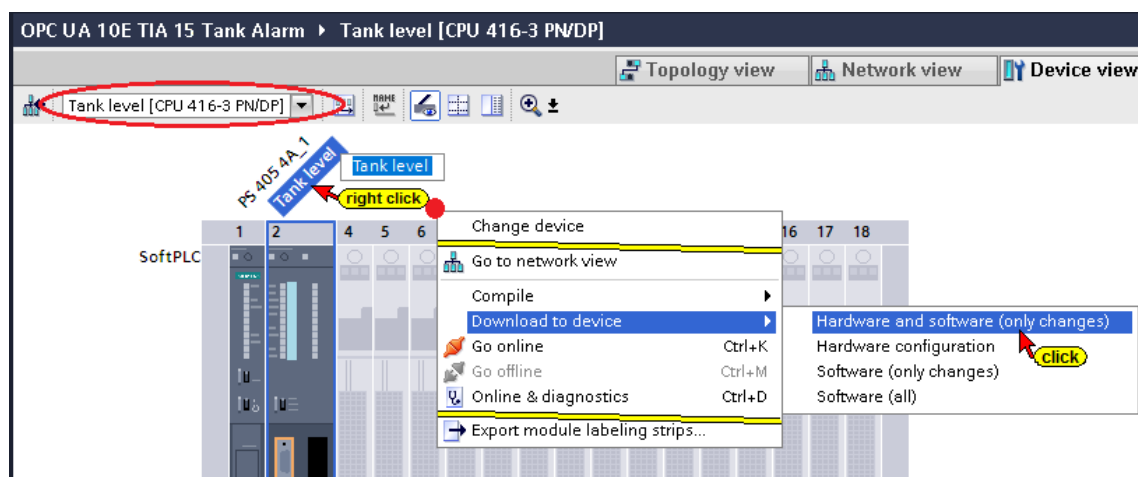 OPC UA 10E TIA 15 Tank Alarm ▸ Tank level [CPU 416-3 PN/DP]
Topology view Network view Device view
Tank level [CPU 416-3 PN/DP] NAME ±
PS 405 4A_1
Tank level
Tank level
right click
1 2 4 5 6 16 17 18
SoftPLC
Change device
Go to network view
Compile
Download to device
Go online Ctrl+K
Go offline Ctrl+M
Online & diagnostics Ctrl+D
Export module labeling strips...
Hardware and software (only changes)
Hardware configuration
click
Software (only changes)
Software (all)